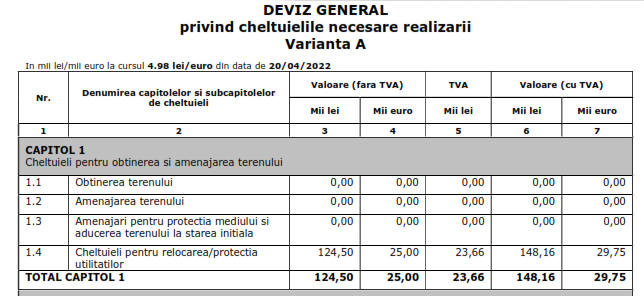 DEVIZ GENERAL
privind cheltuielile necesare realizarii
Varianta A
In mii lei/mii euro la cursul 4.98 lei/euro din data de 20/04/2022
Nr. Denumirea capitolelor si subcapitolelor de cheltuieli Valoare (fara TVA) TVA Valoare (cu TVA)
Mii lei Mii euro Mii lei Mii lei Mii euro
1 2 3 4 5 6 7
CAPITOL 1
Cheltuieli pentru obtinerea si amenajarea terenului
1.1 Obtinerea terenului 0,00 0,00 0,00 0,00 0,00
1.2 Amenajarea terenului 0,00 0,00 0,00 0,00 0,00
1.3 Amenajari pentru protectia mediului si 0,00 0,00 0,00 0,00 0,00
aducerea terenului la starea initiala
1.4 Cheltuieli pentru relocarea/protectia 124,50 25,00 23,66 148,16 29,75
utilitatilor
TOTAL CAPITOL 1 124,50 25,00 23,66 148,16 29,75